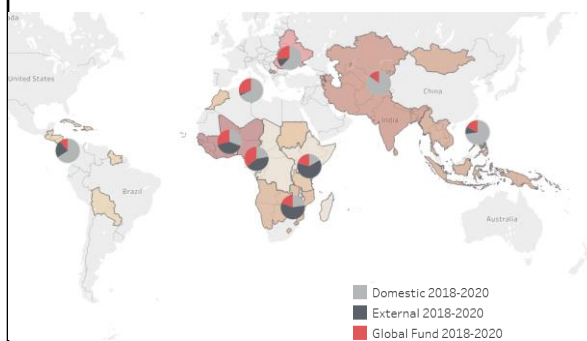 United States
China
India
Brazil
Australia
Domestic 2018-2020
External 2018-2020
Global Fund 2018-2020